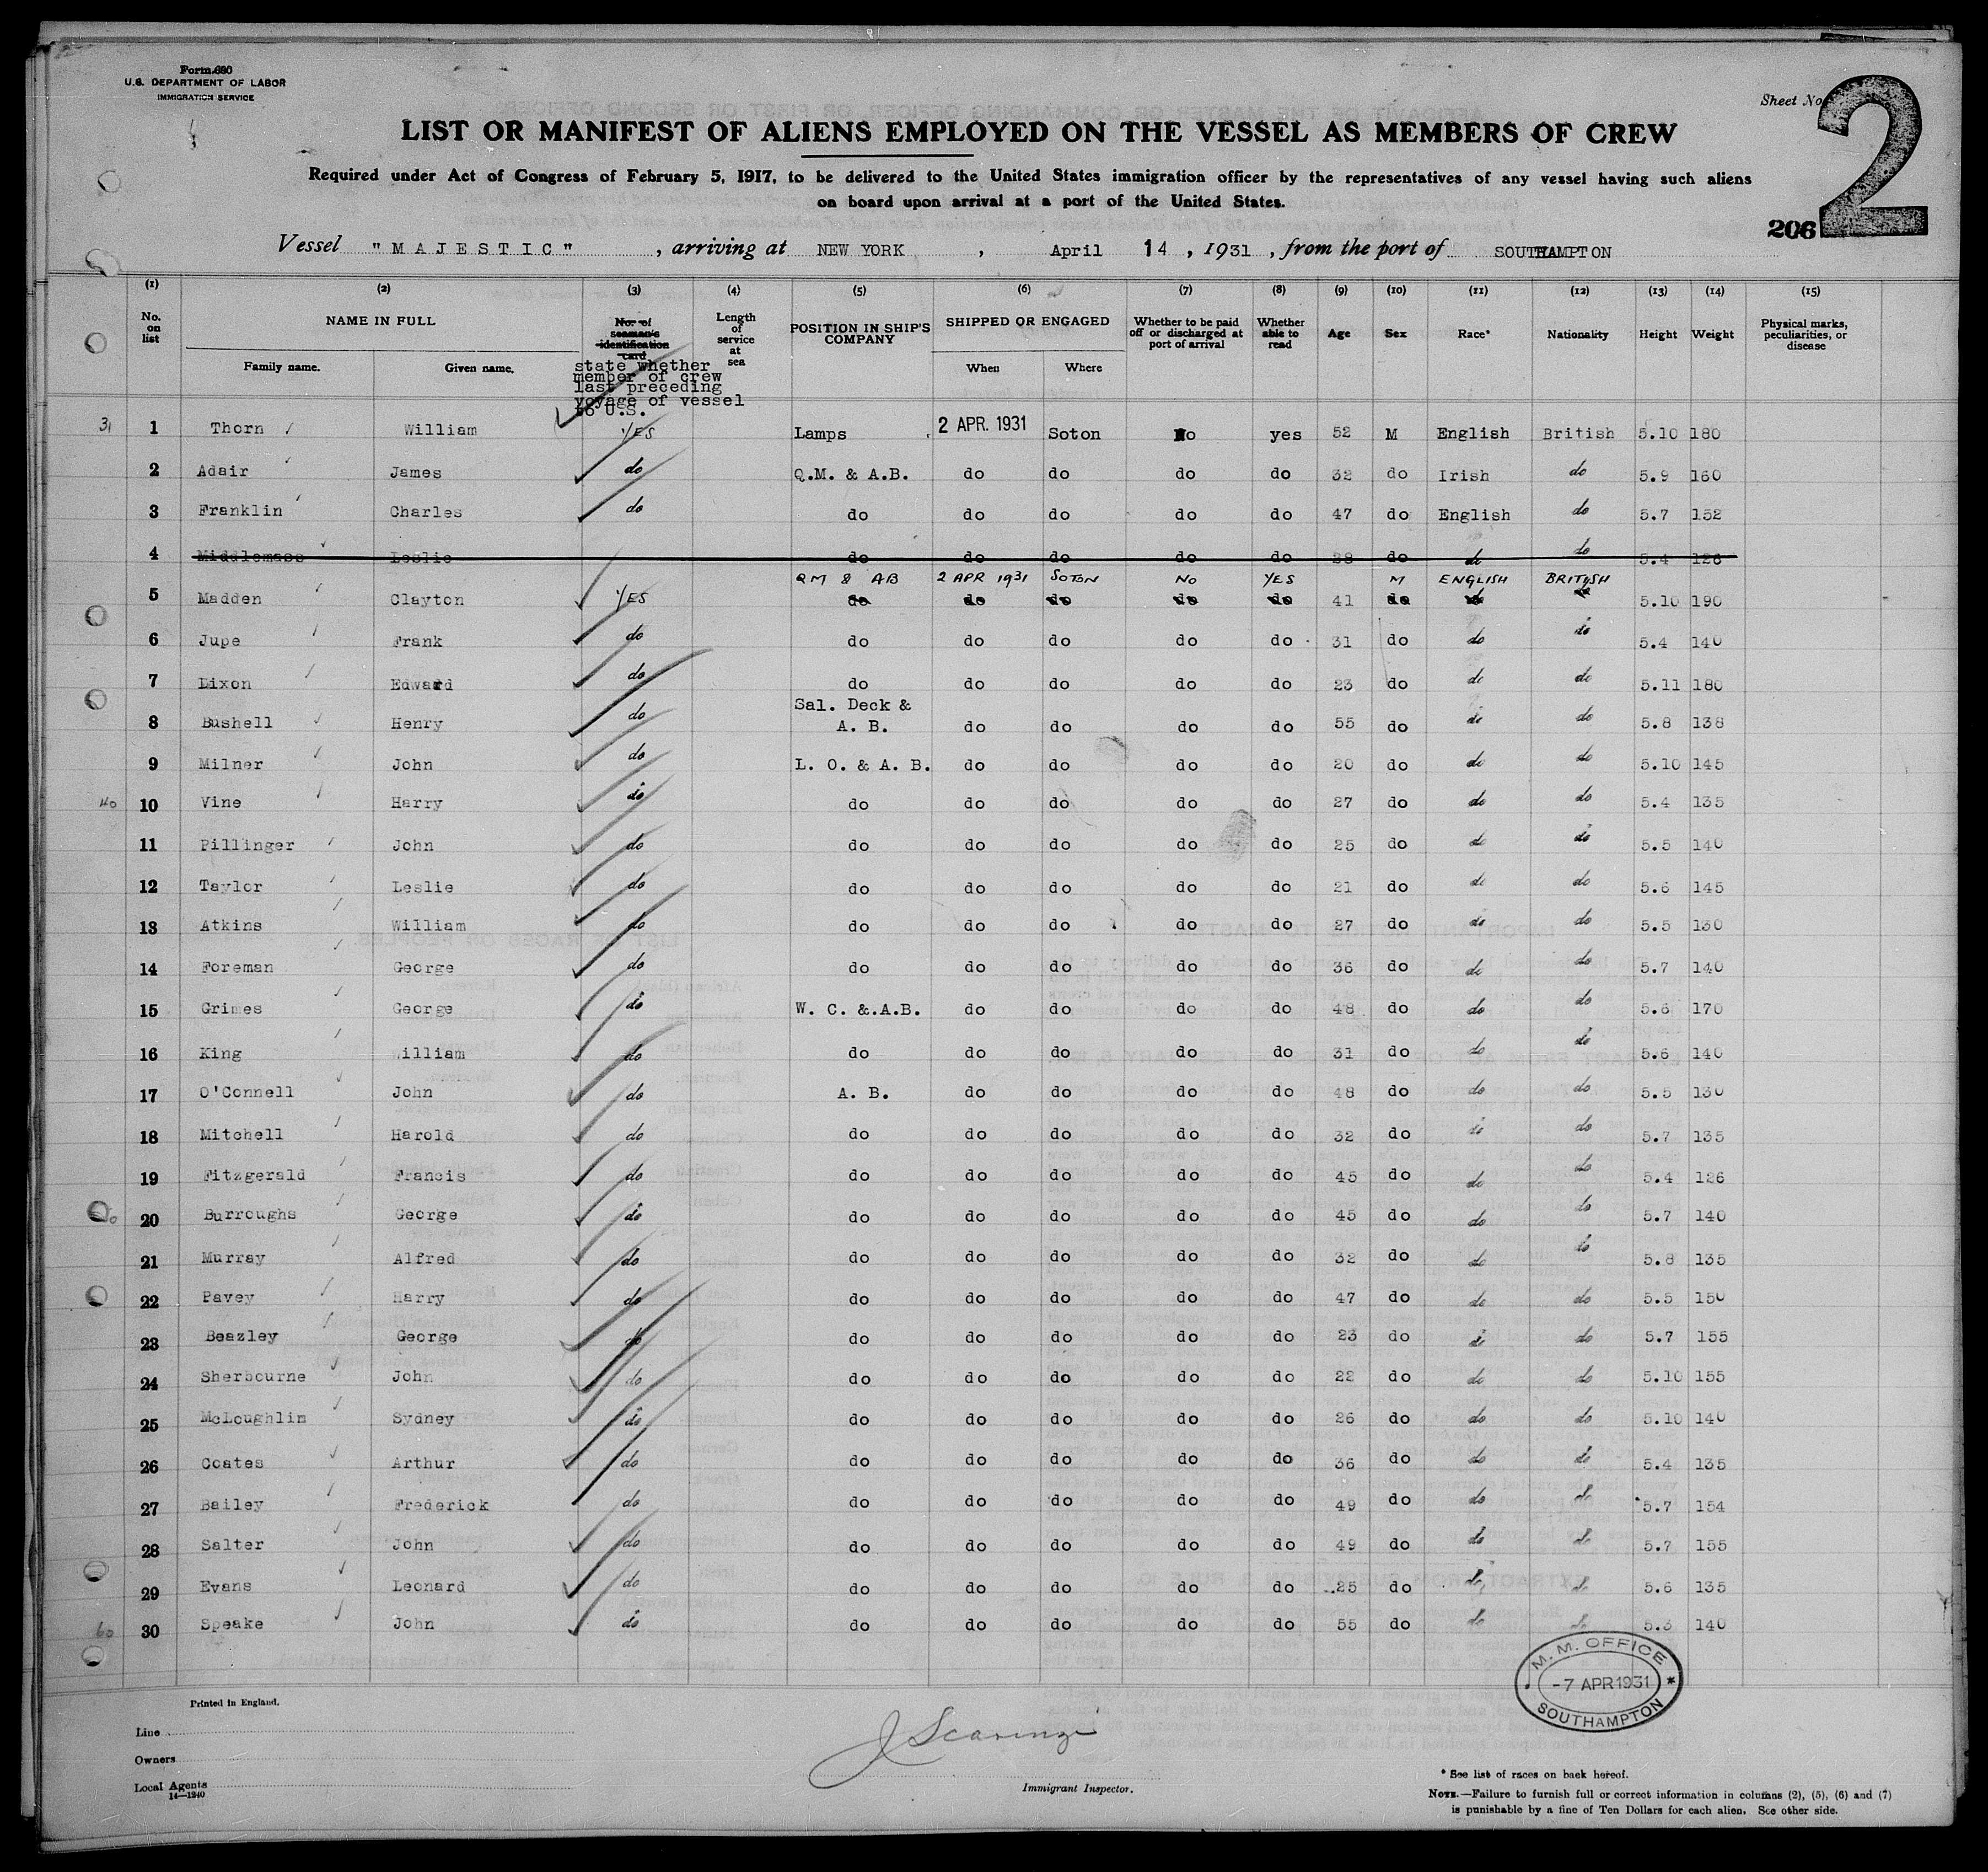 Form 680
U.S. DEPARTMENT OF LABOR
IMMIGRATION SERVICE
Sheet No. 2
LIST OR MANIFEST OF ALIENS EMPLOYED ON THE VESSEL AS MEMBERS OF CREW
Required under Act of Congress of February 5, 1917, to be delivered to the United States immigration officer by the representatives of any vessel having such aliens
on board upon arrival at a port of the United States.
206
Vessel "MAJESTIC", arriving at NEW YORK, April 14, 1931, from the port of SOUTHAMPTON
(1) (2) (3) (4) (5) (6) (7) (8) (9) (10) (11) (12) (13) (14) (15)
No. on list NAME IN FULL Family name. Given name. No. of seaman's identification card state whether member of crew last preceding voyage of vessel to U.S. Length of service at sea POSITION IN SHIP'S COMPANY SHIPPED OR ENGAGED When Where Whether to be paid off or discharged at port of arrival Whether able to read Age Sex Race* Nationality Height Weight Physical marks, peculiarities, or disease
31 1 Thorn William YES Lamps 2 APR. 1931 Soton No yes 52 M English British 5.10 180
2 Adair James do Q.M. & A.B. do do do do 32 do Irish do 5.9 160
3 Franklin Charles do do do do do do 47 do English do 5.7 152
4 Middlemass Leslie do do do do do 28 do do do 5.4 126
QM & AB 2 APR 1931 SOTON NO YES M ENGLISH BRITISH
5 Madden Clayton YES do do do do do 41 do do do 5.10 190
6 Jupe Frank do do do do do do 31 do do do 5.4 140
7 Dixon Edward do do do do do do 23 do do do 5.11 180
8 Bushell Henry do Sal. Deck & A. B. do do do do 55 do do do 5.8 138
9 Milner John do L. O. & A. B. do do do do 20 do do do 5.10 145
40 10 Vine Harry do do do do do do 27 do do do 5.4 135
11 Pillinger John do do do do do do 25 do do do 5.5 140
12 Taylor Leslie do do do do do do 21 do do do 5.6 145
13 Atkins William do do do do do do 27 do do do 5.5 130
14 Foreman George do do do do do do 36 do do do 5.7 140
15 Grimes George do W. C. &.A.B. do do do do 48 do do do 5.8 170
16 King William do do do do do do 31 do do do 5.6 140
17 O'Connell John do A. B. do do do do 48 do do do 5.5 130
18 Mitchell Harold do do do do do do 32 do do do 5.7 135
19 Fitzgerald Francis do do do do do do 45 do do do 5.4 126
20 Burroughs George do do do do do do 45 do do do 5.7 140
21 Murray Alfred do do do do do do 32 do do do 5.8 135
22 Pavey Harry do do do do do do 47 do do do 5.5 150
23 Beazley George do do do do do do 23 do do do 5.7 155
24 Sherbourne John do do do do do do 22 do do do 5.10 155
25 McLoughlin Sydney do do do do do do 26 do do do 5.10 140
26 Coates Arthur do do do do do do 36 do do do 5.4 135
27 Bailey Frederick do do do do do do 49 do do do 5.7 154
28 Salter John do do do do do do 49 do do do 5.7 155
29 Evans Leonard do do do do do do 25 do do do 5.6 135
60 30 Speake John do do do do do do 55 do do do 5.3 140
M. M. OFFICE
-7 APR 1931
SOUTHAMPTON
Printed in England.
Line
Owners
Local Agents
14-1240
J Scaringi
Immigrant Inspector.
* See list of races on back hereof.
NOTE.—Failure to furnish full or correct information in columns (2), (5), (6) and (7)
is punishable by a fine of Ten Dollars for each alien. See other side.